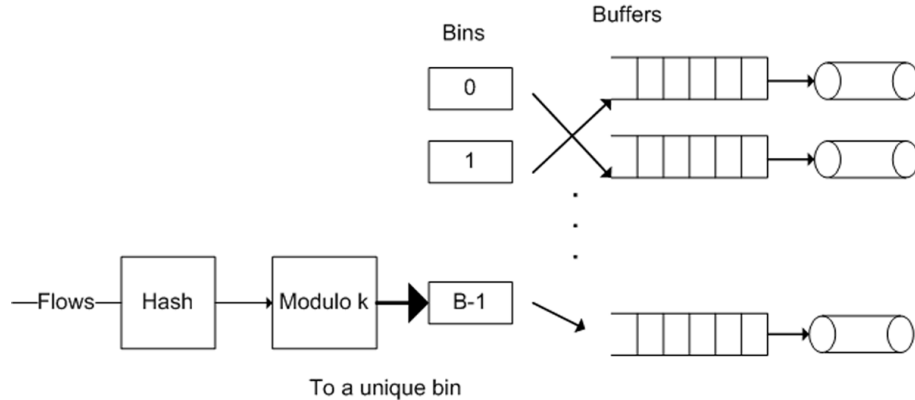 Buffers
Bins
0
1
Flows
Hash
Modulo k
B-1
To a unique bin